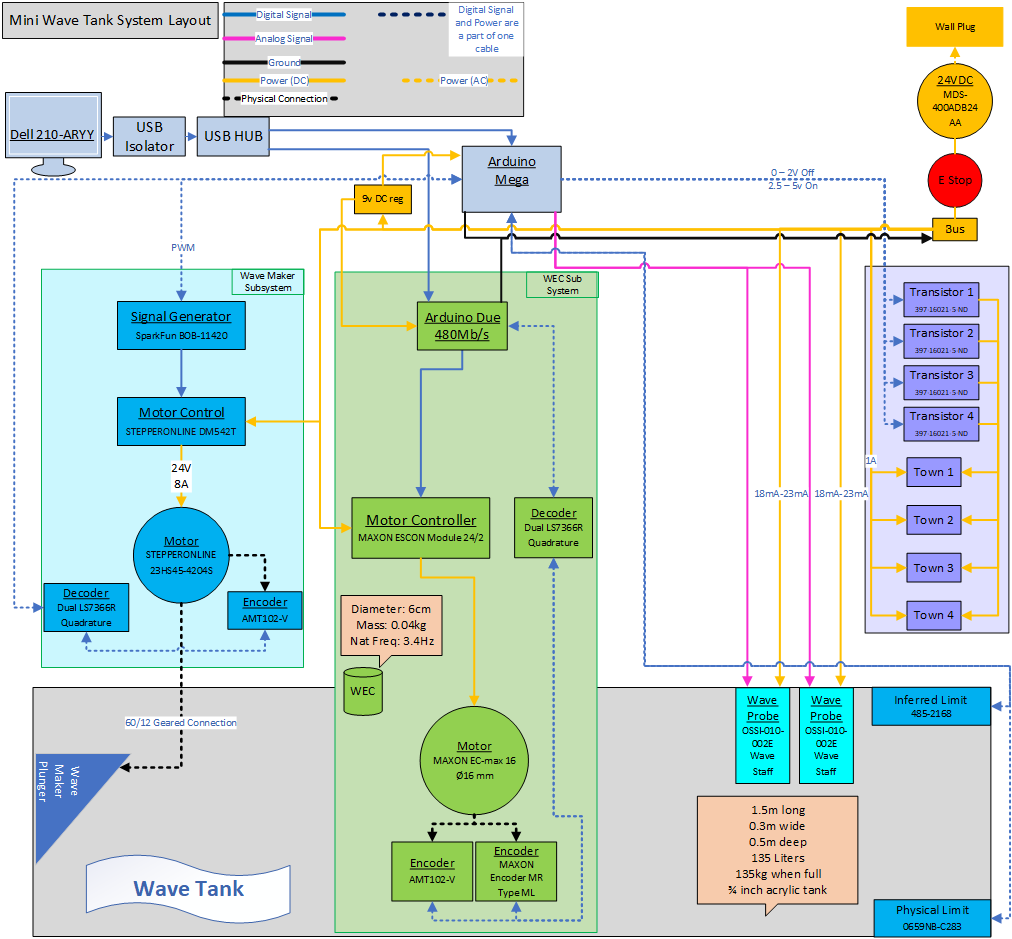 Mini Wave Tank System Layout
Digital Signal
Analog Signal
Ground
Power (DC)
Physical Connection
Digital Signal
and Power are
a part of one
cable
Power (AC)
Wall Plug
24VDC
MDS-
400ADB24
AA
E Stop
3us
Dell 210-ARYY
USB
Isolator
USB HUB
Arduino
Mega
9v DC reg
0 – 2V Off
2.5 – 5v On
PWM
Wave Maker
Subsystem
Signal Generator
SparkFun BOB-11420
Motor Control
STEPPERONLINE DM542T
24V
8A
Motor
STEPPERONLINE
23HS45-4204S
Decoder
Dual LS7366R
Quadrature
Encoder
AMT102-V
60/12 Geared Connection
Wave
Maker
Plunger
Wave Tank
WEC Sub
System
Arduino Due
480Mb/s
Motor Controller
MAXON ESCON Module 24/2
Decoder
Dual LS7366R
Quadrature
Diameter: 6cm
Mass: 0.04kg
Nat Freq: 3.4Hz
WEC
Motor
MAXON EC-max 16
Ø16 mm
Encoder
AMT102-V
Encoder
MAXON
Encoder MR
Type ML
Transistor 1
397-16021-5-ND
Transistor 2
397-16021-5-ND
Transistor 3
397-16021-5-ND
Transistor 4
397-16021-5-ND
1A
Town 1
Town 2
Town 3
Town 4
18mA-23mA
18mA-23mA
Wave
Probe
OSSI-010-
002E
Wave
Staff
Wave
Probe
OSSI-010-
002E
Wave
Staff
Inferred Limit
485-2168
1.5m long
0.3m wide
0.5m deep
135 Liters
135kg when full
¾ inch acrylic tank
Physical Limit
0659NB-C283